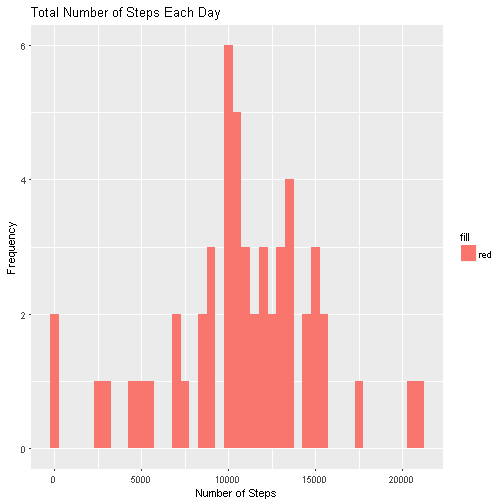 Total Number of Steps Each Day
6
4
2
0
Frequency
0 5000 10000 15000 20000
Number of Steps
fill
red